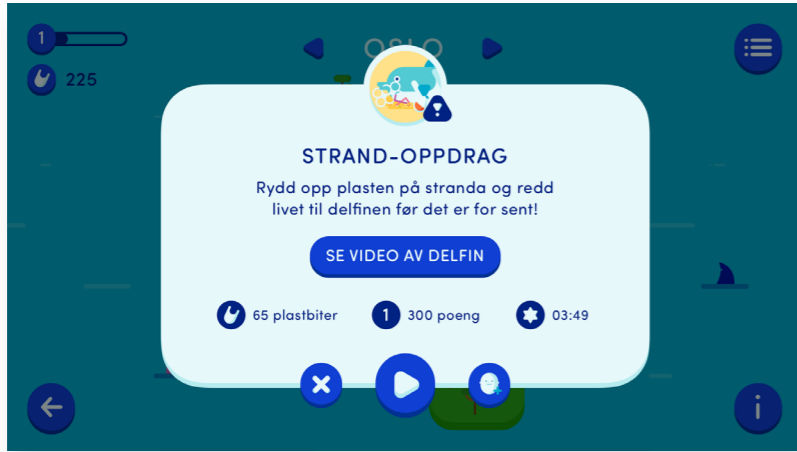 1
OSLO
225
STRAND-OPPDRAG
Rydd opp plasten på stranda og redd
livet til delfinen før det er for sent!
SE VIDEO AV DELFIN
65 plastbiter
1
300 poeng
03:49
i